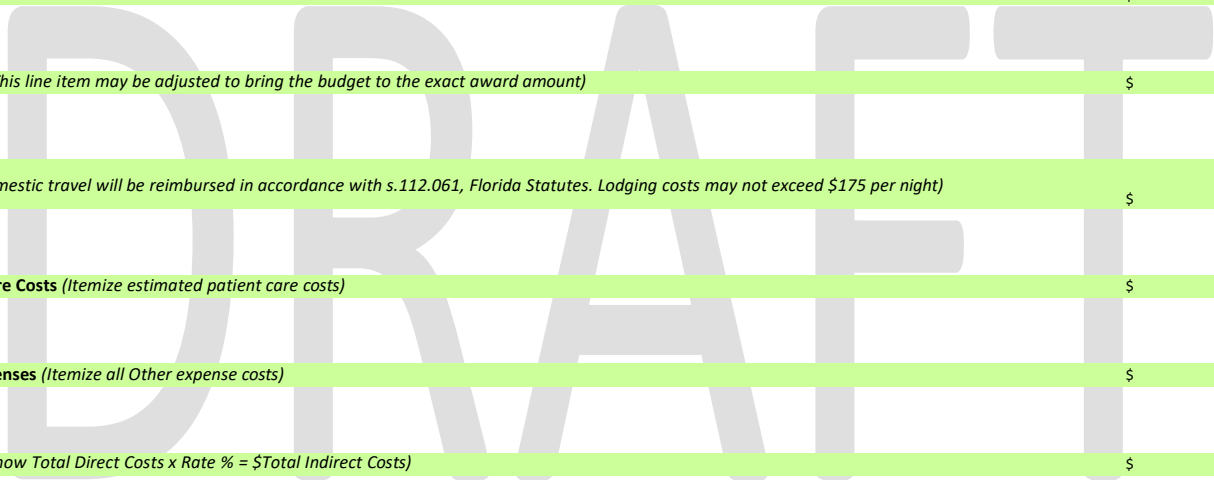 $
his line item may be adjusted to bring the budget to the exact award amount) $
mestic travel will be reimbursed in accordance with s.112.061, Florida Statutes. Lodging costs may not exceed $175 per night)
$
re Costs (Itemize estimated patient care costs) $
enses (Itemize all Other expense costs) $
how Total Direct Costs x Rate % = $Total Indirect Costs) $
DRAFT